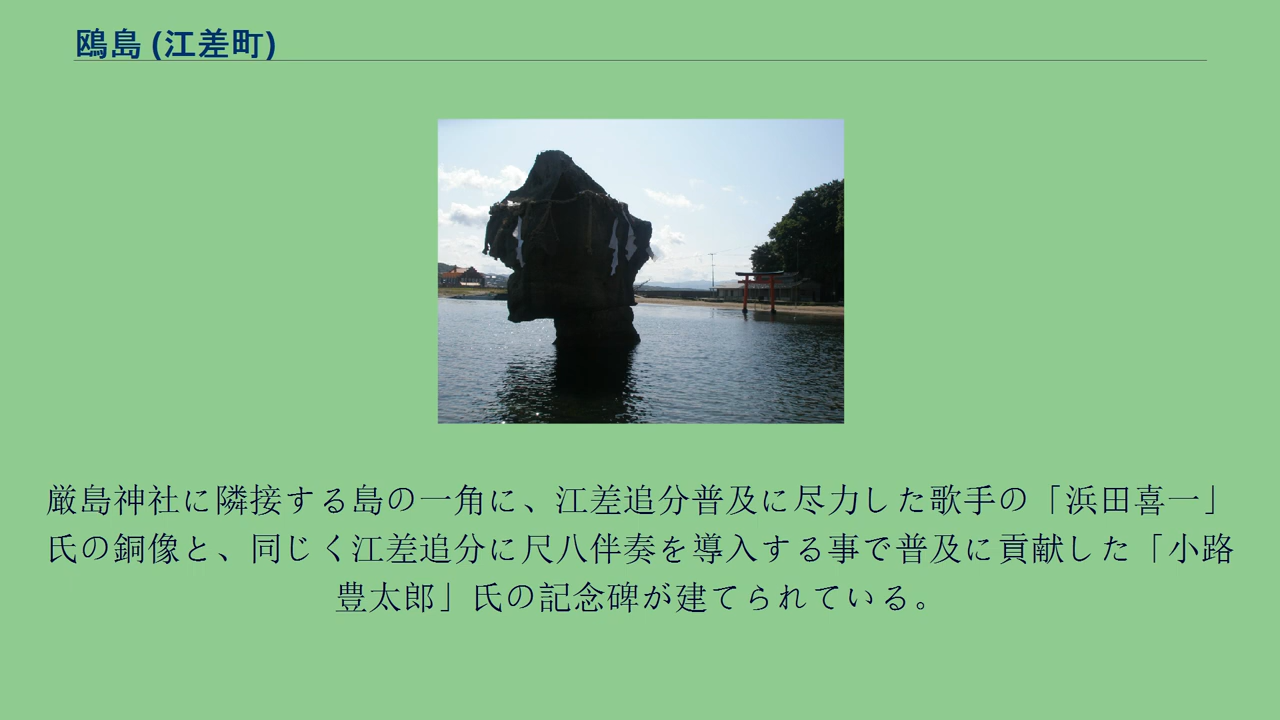 鴎島 (江差町)
厳島神社に隣接する島の一角に、江差追分普及に尽力した歌手の「浜田喜一」
氏の銅像と、同じく江差追分に尺八伴奏を導入する事で普及に貢献した「小路
豊太郎」氏の記念碑が建てられている。